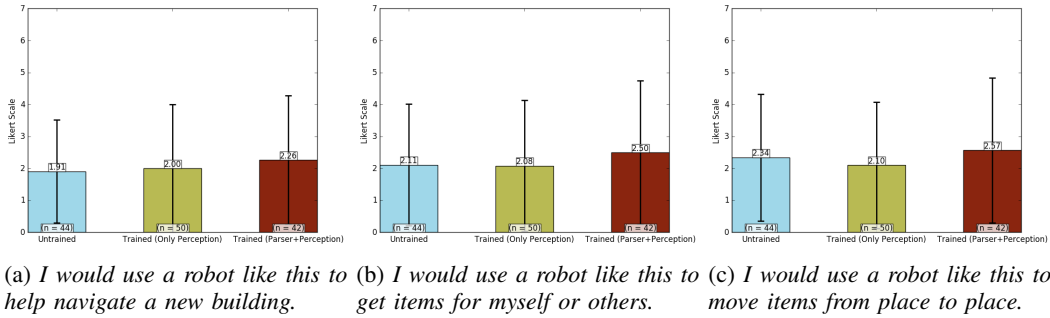 7
6
5
4
3
2
1
0
Likert Scale
1.91
2.00
2.26
(n = 44)
(n = 50)
(n = 42)
Untrained
Trained (Only Perception)
Trained (Parser+Perception)
7
6
5
4
3
2
1
0
Likert Scale
2.11
2.08
2.50
(n = 44)
(n = 50)
(n = 42)
Untrained
Trained (Only Perception)
Trained (Parser+Perception)
7
6
5
4
3
2
1
0
Likert Scale
2.34
2.10
2.57
(n = 44)
(n = 50)
(n = 42)
Untrained
Trained (Only Perception)
Trained (Parser+Perception)
(a) I would use a robot like this to
help navigate a new building.
(b) I would use a robot like this to
get items for myself or others.
(c) I would use a robot like this to
move items from place to place.